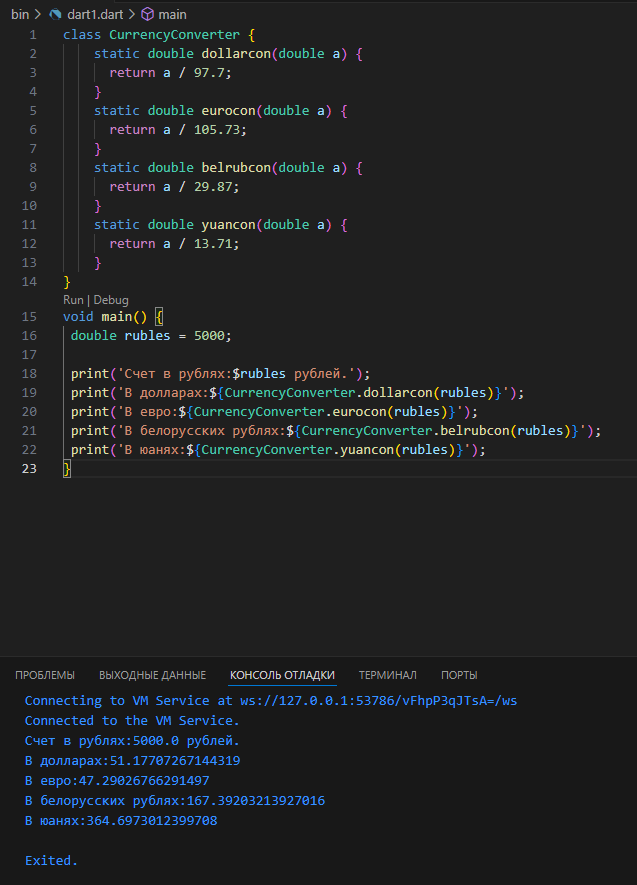 bin > dart1.dart > main
1 class CurrencyConverter {
2 static double dollarcon(double a) {
3 return a / 97.7;
4 }
5 static double eurocon(double a) {
6 return a / 105.73;
7 }
8 static double belrubcon(double a) {
9 return a / 29.87;
10 }
11 static double yuancon(double a) {
12 return a / 13.71;
13 }
14 }
Run | Debug
15 void main() {
16 double rubles = 5000;
17
18 print('Счет в рублях:$rubles рублей.');
19 print('В долларах:${CurrencyConverter.dollarcon(rubles)}');
20 print('В евро:${CurrencyConverter.eurocon(rubles)}');
21 print('В белорусских рублях:${CurrencyConverter.belrubcon(rubles)}');
22 print('В юанях:${CurrencyConverter.yuancon(rubles)}');
23 }
ПРОБЛЕМЫ ВЫХОДНЫЕ ДАННЫЕ КОНСОЛЬ ОТЛАДКИ ТЕРМИНАЛ ПОРТЫ
Connecting to VM Service at ws://127.0.0.1:53786/vFhpP3qJTsA=/ws
Connected to the VM Service.
Счет в рублях:5000.0 рублей.
В долларах:51.17707267144319
В евро:47.29026766291497
В белорусских рублях:167.39203213927016
В юанях:364.6973012399708
Exited.